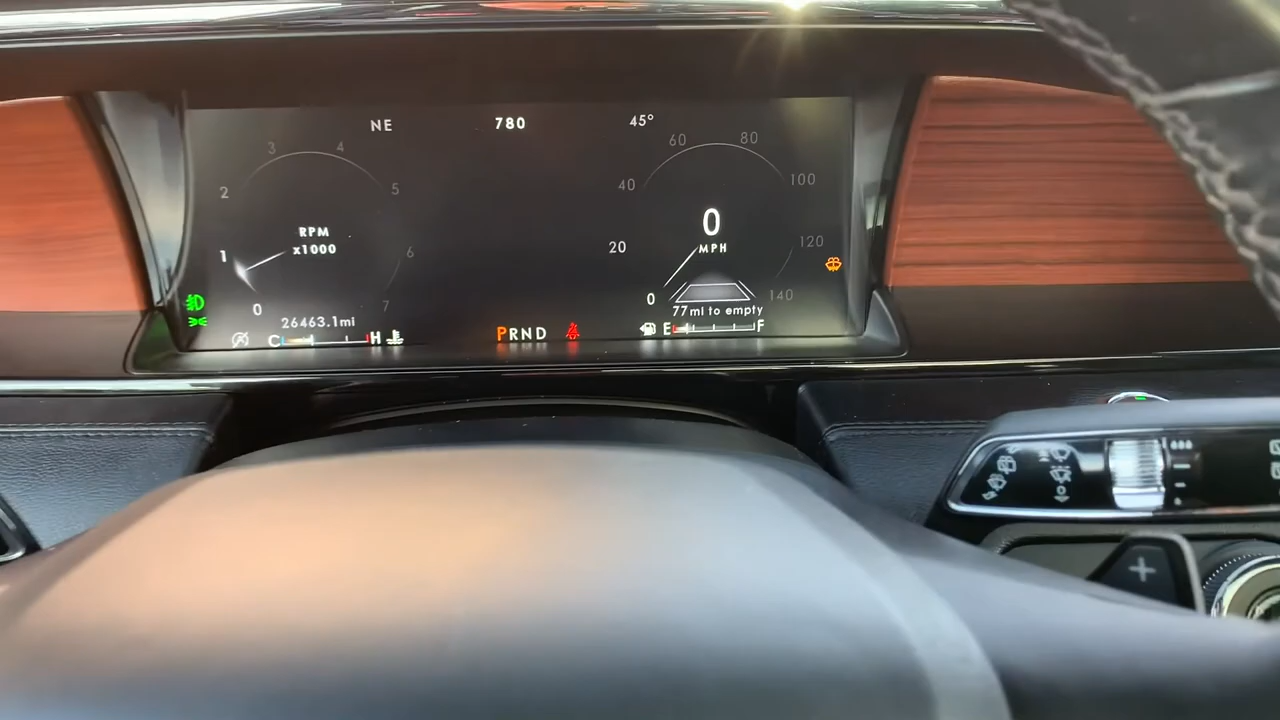 NE 780 45°
3 4 60 80
2 5 40 100
0
RPM
x1000
MPH
1 6 20 120
0 7 0 140
26463.1mi
77mi to empty
C H
PRND
E F
+